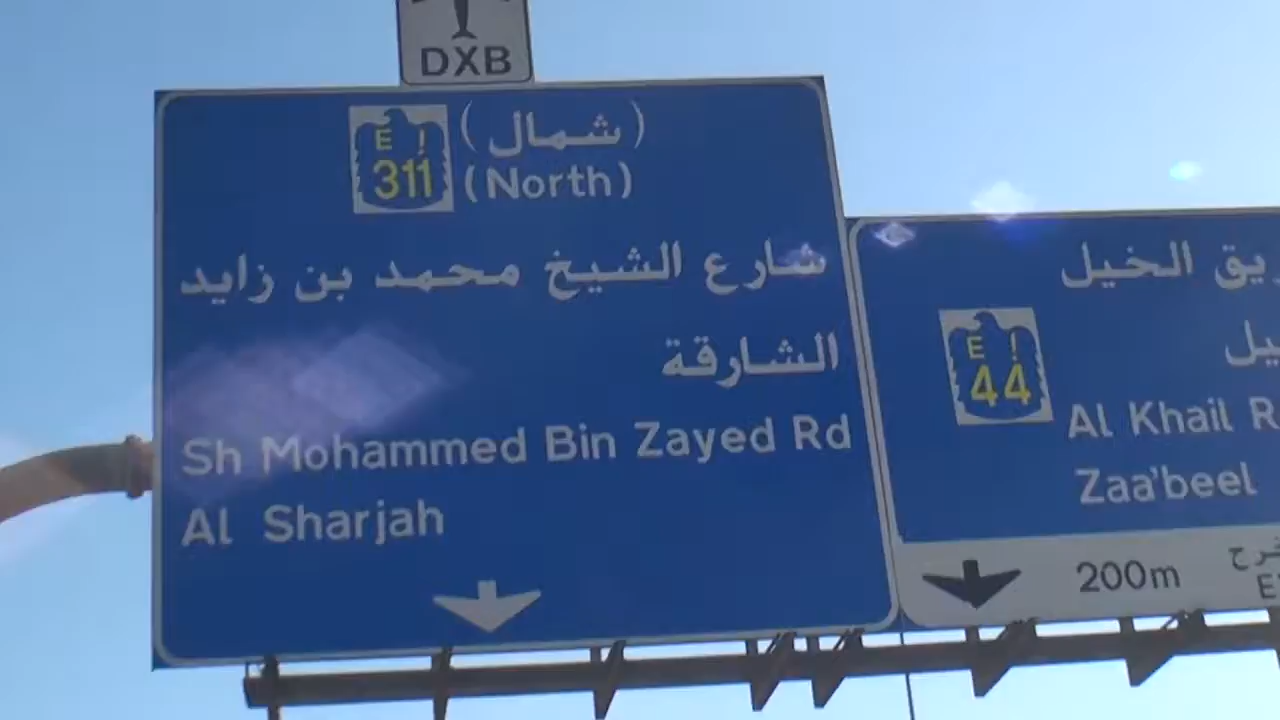 DXB
E
311
(شمال)
(North)
شارع الشيخ محمد بن زايد
الشارقة
Sh Mohammed Bin Zayed Rd
Al Sharjah
الخيل
E
44
Al Khail
Zaa'beel
200m